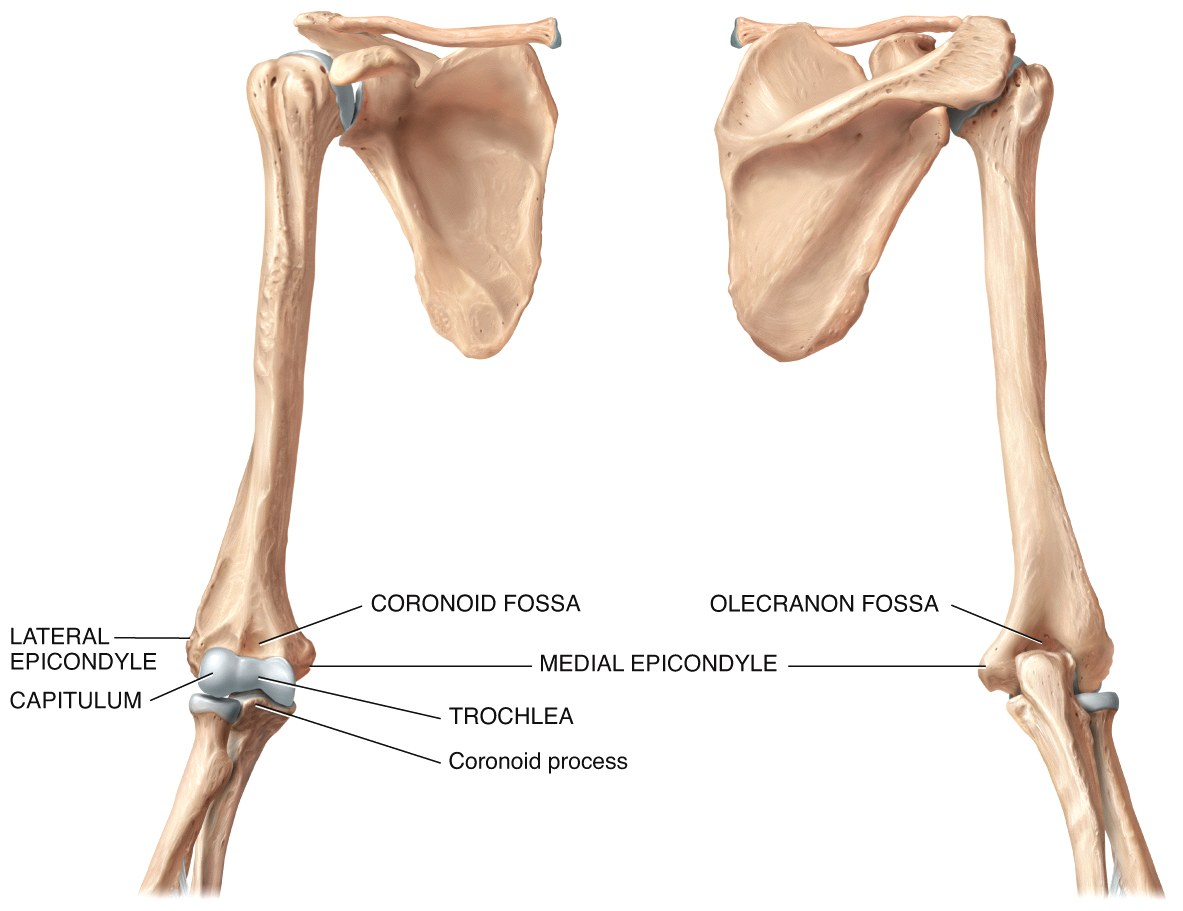 CORONOID FOSSA
OLECRANON FOSSA
LATERAL
EPICONDYLE
MEDIAL EPICONDYLE
CAPITULUM
TROCHLEA
Coronoid process